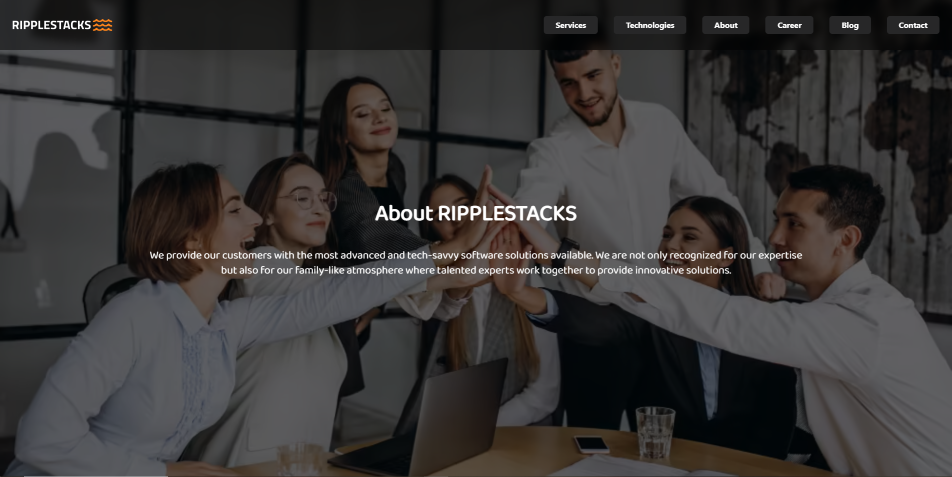 RIPPLESTACKS
Services
Technologies
About
Career
Blog
Contact
About RIPPLESTACKS
We provide our customers with the most advanced and tech-savvy software solutions available. We are not only recognized for our expertise
but also for our family-like atmosphere where talented experts work together to provide innovative solutions.